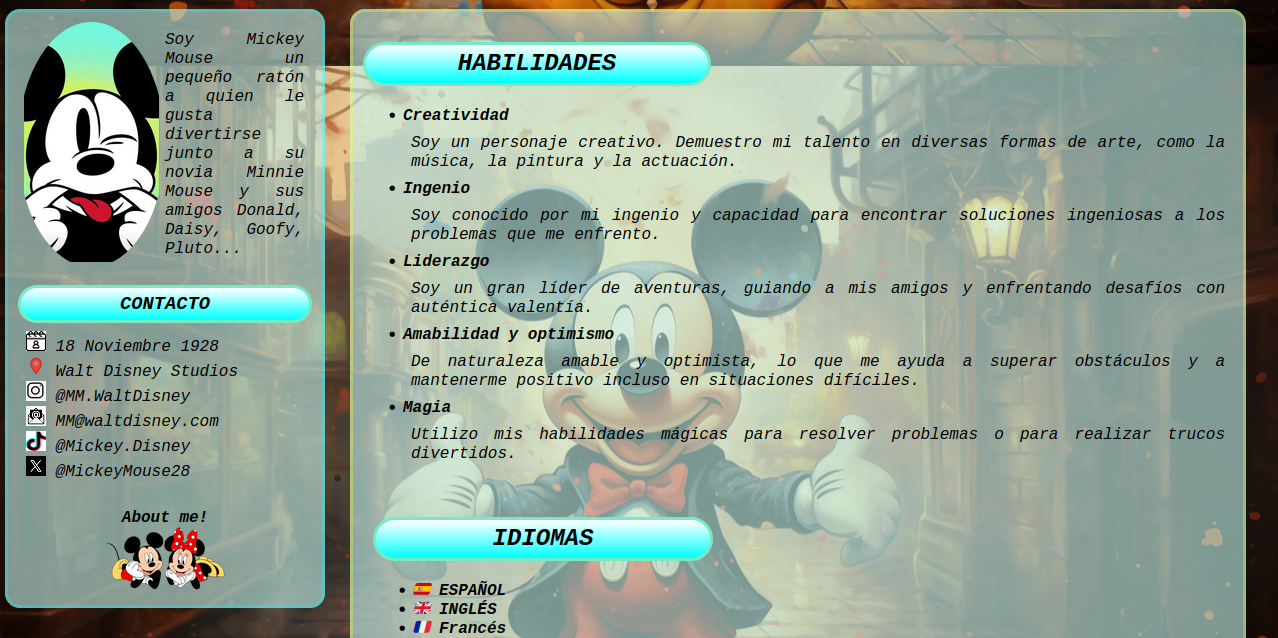 Soy Mickey
Mouse un
pequeño ratón
a quien le
gusta
divertirse
junto a su
novia Minnie
Mouse y sus
amigos Donald,
Daisy, Goofy,
Pluto...
CONTACTO
18 Noviembre 1928
Walt Disney Studios
@MM.WaltDisney
MM@waltdisney.com
@Mickey.Disney
@MickeyMouse28
About me!
HABILIDADES
• Creatividad
Soy un personaje creativo. Demuestro mi talento en diversas formas de arte, como la
música, la pintura y la actuación.
• Ingenio
Soy conocido por mi ingenio y capacidad para encontrar soluciones ingeniosas a los
problemas que me enfrento.
• Liderazgo
Soy un gran líder de aventuras, guiando a mis amigos y enfrentando desafíos con
auténtica valentía.
• Amabilidad y optimismo
De naturaleza amable y optimista, lo que me ayuda a superar obstáculos y a
mantenerme positivo incluso en situaciones difíciles.
• Magia
Utilizo mis habilidades mágicas para resolver problemas o para realizar trucos
divertidos.
IDIOMAS
• ESPAÑOL
• INGLÉS
• Francés